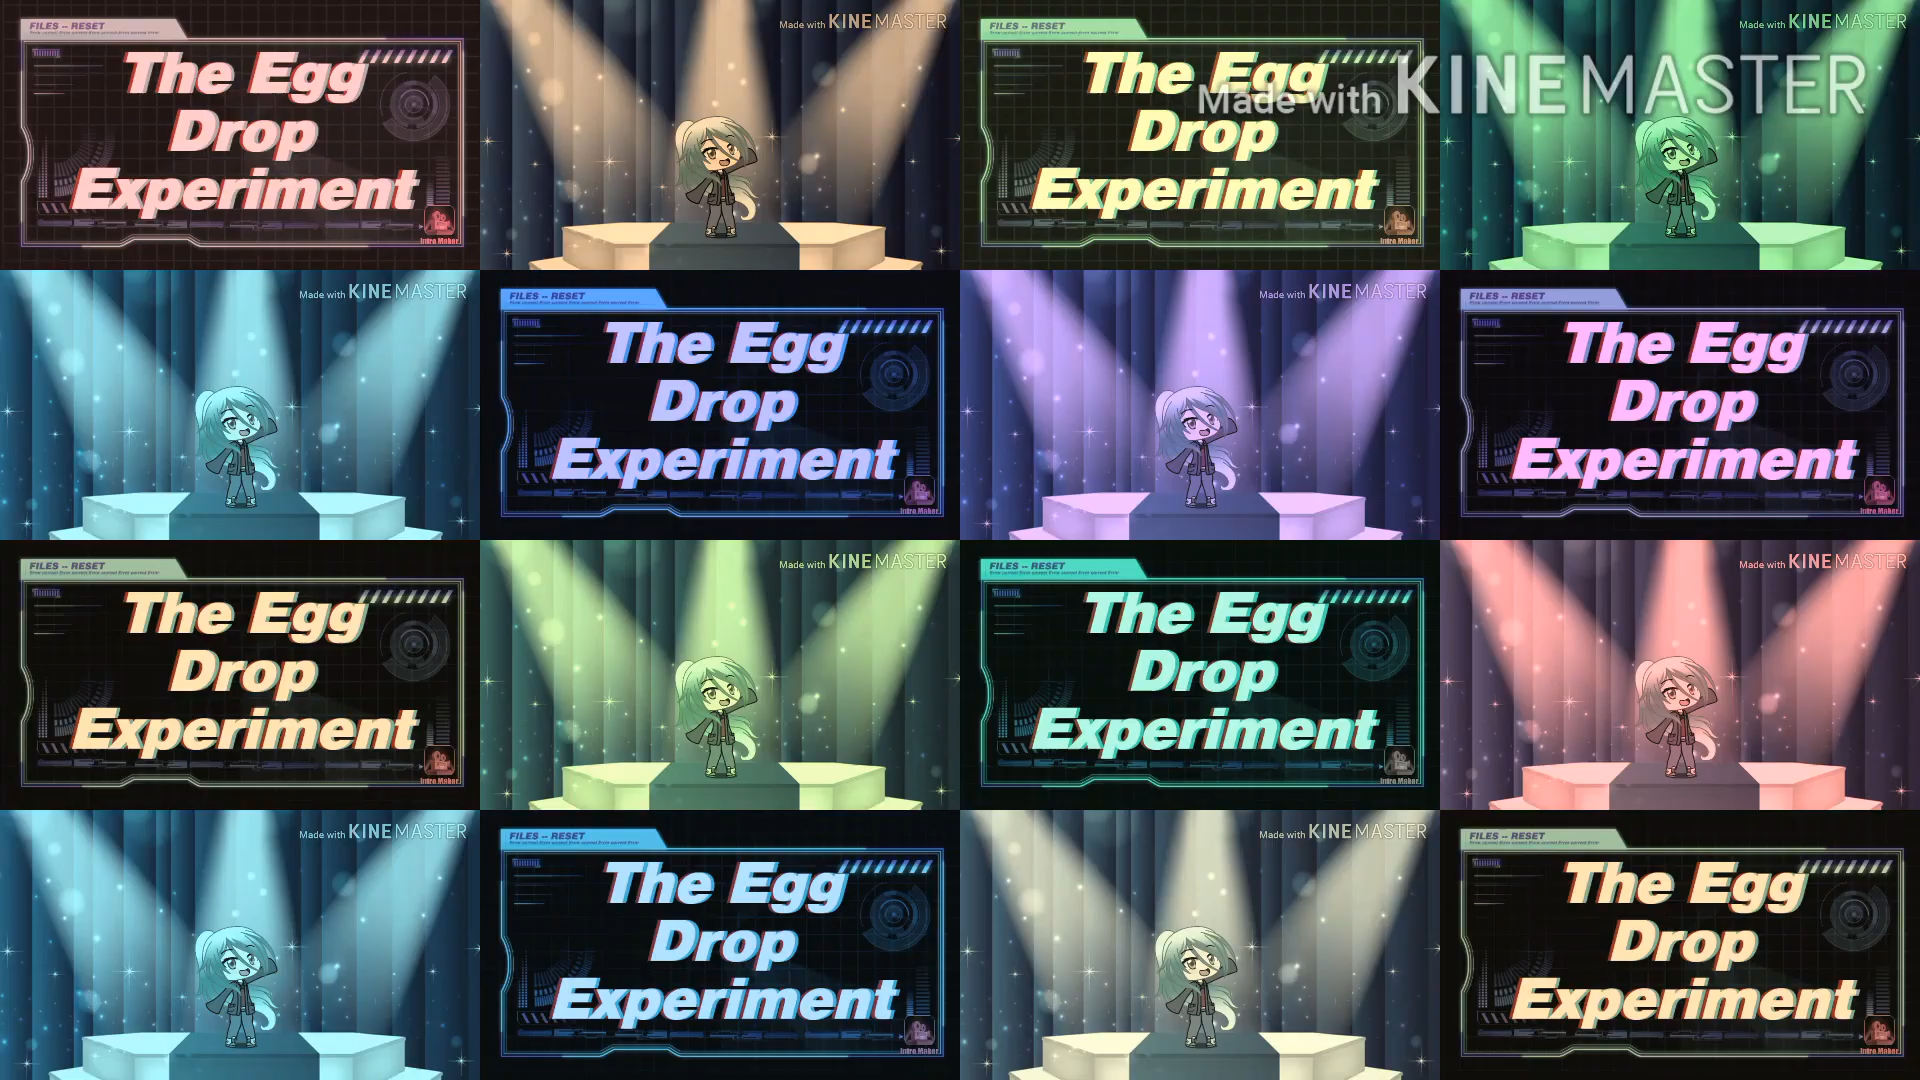 FILES -- RESET
The Egg
Drop
Experiment
Intro Maker
Made with KINEMASTER
FILES -- RESET
The Egg
Drop
Experiment
Intro Maker
Made with KINEMASTER
Made with KINEMASTER
Made with KINEMASTER
FILES -- RESET
The Egg
Drop
Experiment
Intro Maker
Made with KINEMASTER
FILES -- RESET
The Egg
Drop
Experiment
Intro Maker
FILES -- RESET
The Egg
Drop
Experiment
Intro Maker
Made with KINEMASTER
FILES -- RESET
The Egg
Drop
Experiment
Intro Maker
Made with KINEMASTER
Made with KINEMASTER
FILES -- RESET
The Egg
Drop
Experiment
Intro Maker
Made with KINEMASTER
FILES -- RESET
The Egg
Drop
Experiment
Intro Maker